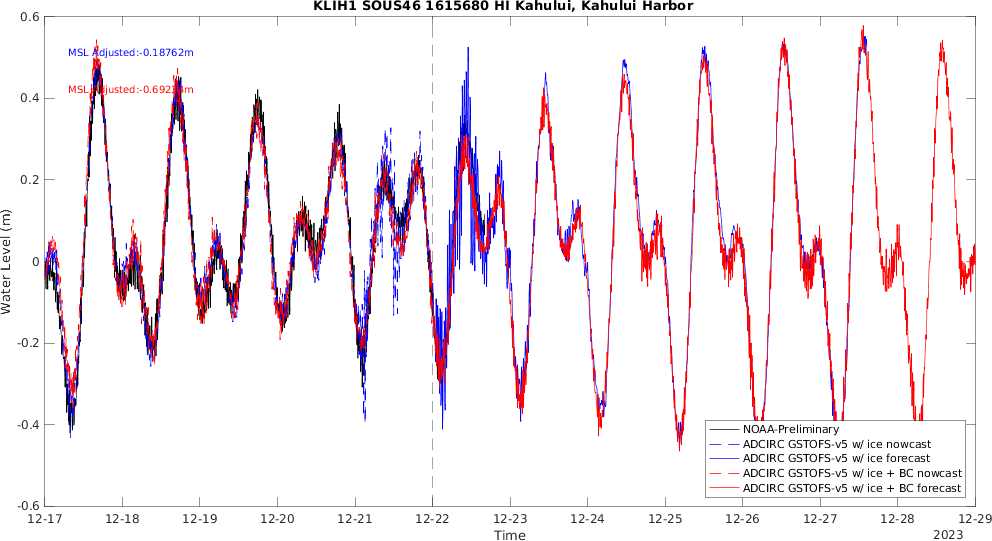 KLIH1 SOUS46 1615680 HI Kahului, Kahului Harbor
0.6
MSL Adjusted:-0.18762m
0.4
0.2
0
-0.2
-0.4
-0.6
Water Level (m)
NOAA-Preliminary
ADCIRC GSTOFS-v5 w/ ice nowcast
ADCIRC GSTOFS-v5 w/ ice forecast
ADCIRC GSTOFS-v5 w/ ice + BC nowcast
ADCIRC GSTOFS-v5 w/ ice + BC forecast
12-17 12-18 12-19 12-20 12-21 12-22 12-23 12-24 12-25 12-26 12-27 12-28 12-29
Time
2023